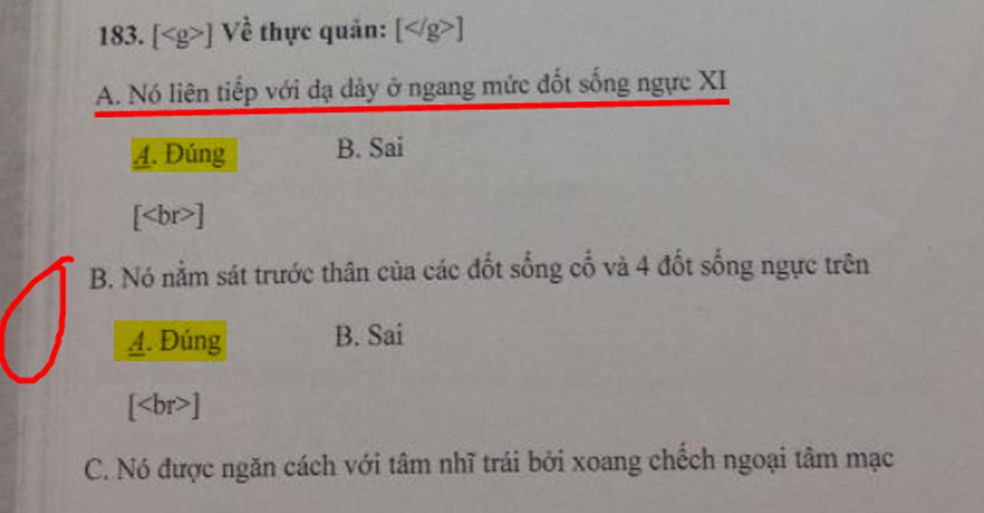 183. [<g>] Về thực quản: [</g>]
A. Nó liên tiếp với dạ dày ở ngang mức đốt sống ngực XI
A. Đúng B. Sai
[<br>]
B. Nó nằm sát trước thân của các đốt sống cổ và 4 đốt sống ngực trên
A. Đúng B. Sai
[<br>]
C. Nó được ngăn cách với tâm nhĩ trái bởi xoang chếch ngoại tâm mạc